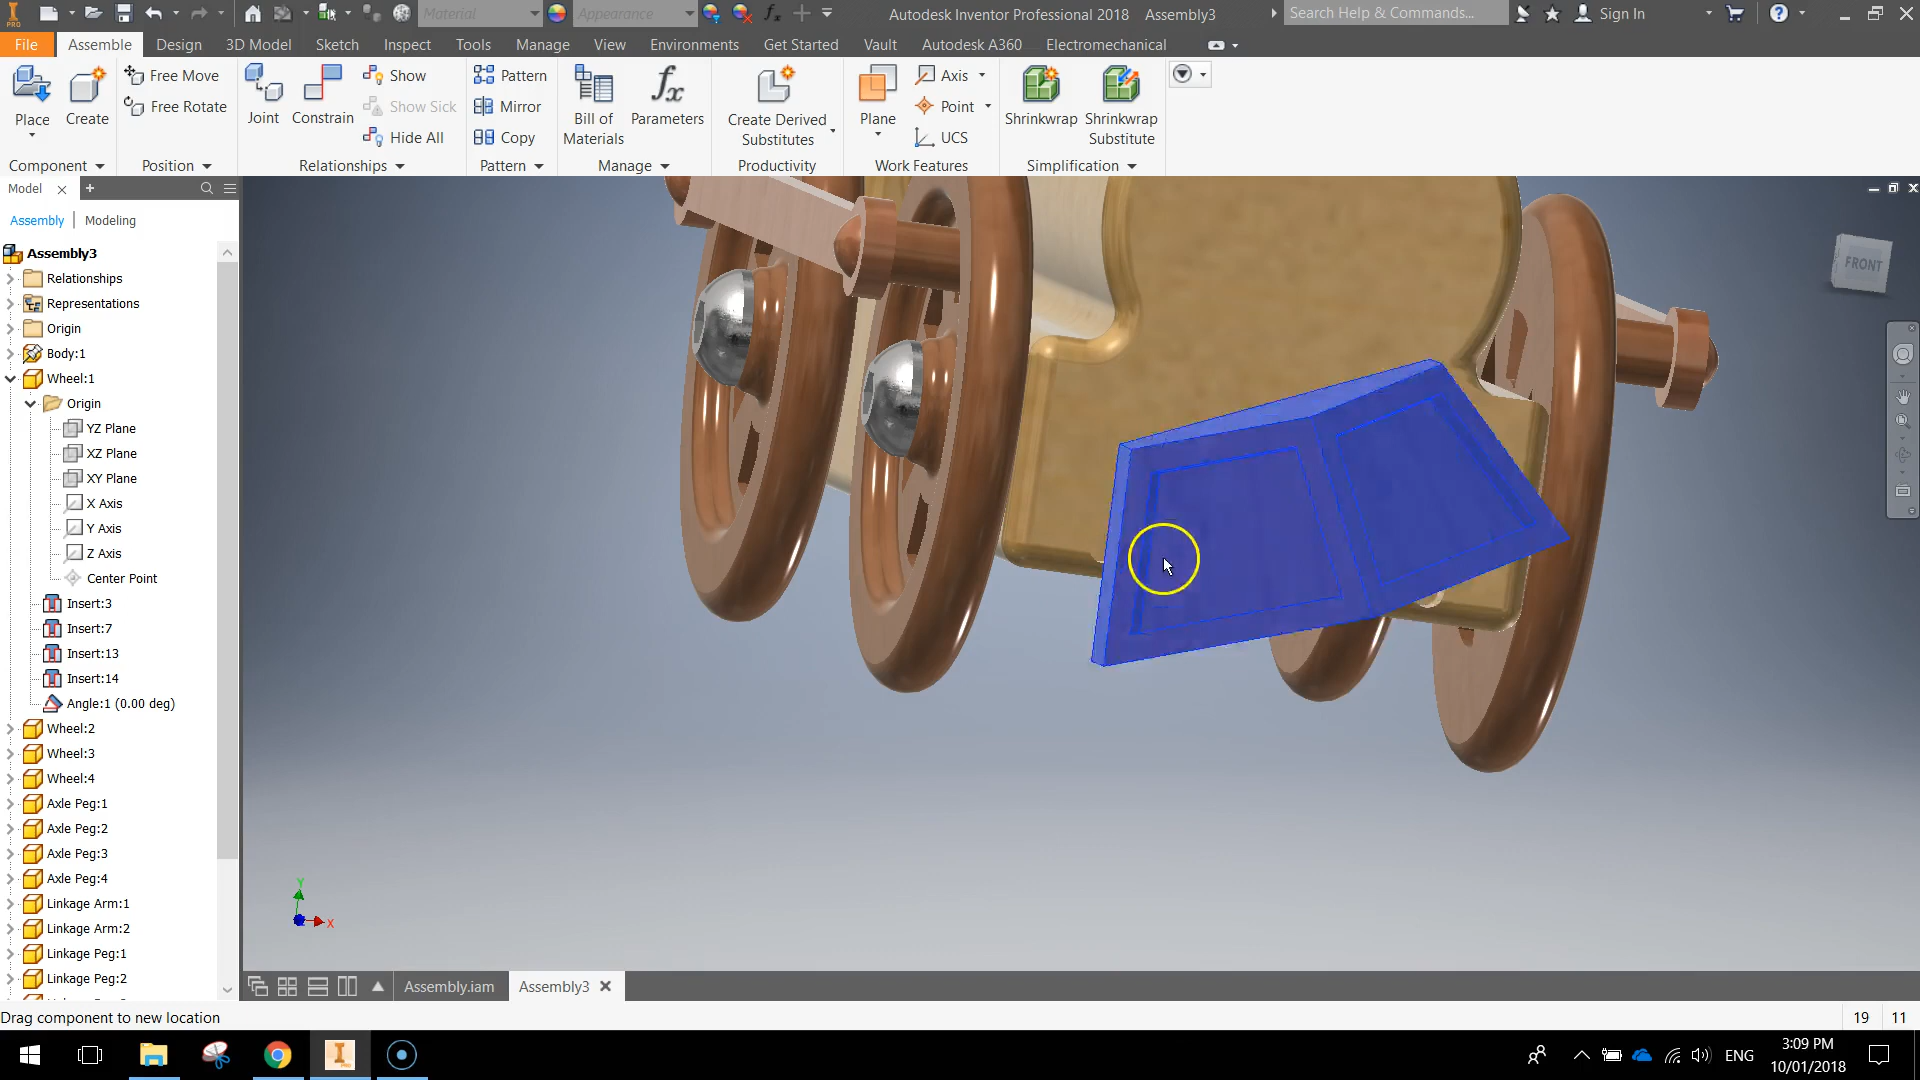 PRO
Material
Appearance
Autodesk Inventor Professional 2018 Assembly3
Search Help & Commands...
Sign In
File Assemble Design 3D Model Sketch Inspect Tools Manage View Environments Get Started Vault Autodesk A360 Electromechanical
Place
Create
Free Move
Free Rotate
Joint
Constrain
Show
Show Sick
Hide All
Pattern
Mirror
Copy
Bill of
Materials
Parameters
Create Derived
Substitutes
Plane
Axis
Point
UCS
Shrinkwrap
Shrinkwrap
Substitute
Component Position Relationships Pattern Manage Productivity Work Features Simplification
Model
Assembly Modeling
Assembly3
Relationships
Representations
Origin
Body:1
Wheel:1
Origin
YZ Plane
XZ Plane
XY Plane
X Axis
Y Axis
Z Axis
Center Point
Insert:3
Insert:7
Insert:13
Insert:14
Angle:1 (0.00 deg)
Wheel:2
Wheel:3
Wheel:4
Axle Peg:1
Axle Peg:2
Axle Peg:3
Axle Peg:4
Linkage Arm:1
Linkage Arm:2
Linkage Peg:1
Linkage Peg:2
FRONT
Y
X
Assembly.iam
Assembly3
Drag component to new location
19 11
ENG
3:09 PM
10/01/2018